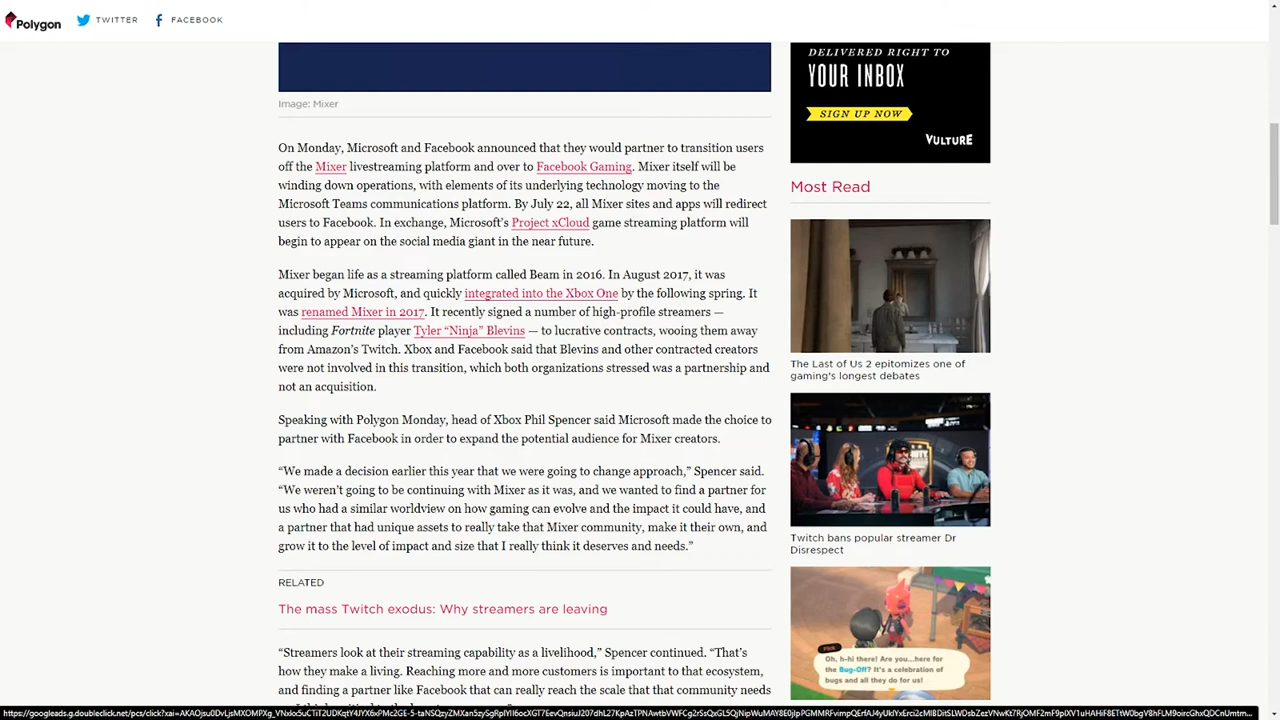 Polygon
TWITTER
FACEBOOK
Image: Mixer
On Monday, Microsoft and Facebook announced that they would partner to transition users
off the Mixer livestreaming platform and over to Facebook Gaming. Mixer itself will be
winding down operations, with elements of its underlying technology moving to the
Microsoft Teams communications platform. By July 22, all Mixer sites and apps will redirect
users to Facebook. In exchange, Microsoft's Project xCloud game streaming platform will
begin to appear on the social media giant in the near future.
Mixer began life as a streaming platform called Beam in 2016. In August 2017, it was
acquired by Microsoft, and quickly integrated into the Xbox One by the following spring. It
was renamed Mixer in 2017. It recently signed a number of high-profile streamers —
including Fortnite player Tyler “Ninja” Blevins — to lucrative contracts, wooing them away
from Amazon's Twitch. Xbox and Facebook said that Blevins and other contracted creators
were not involved in this transition, which both organizations stressed was a partnership and
not an acquisition.
Speaking with Polygon Monday, head of Xbox Phil Spencer said Microsoft made the choice to
partner with Facebook in order to expand the potential audience for Mixer creators.
“We made a decision earlier this year that we were going to change approach,” Spencer said.
“We weren't going to be continuing with Mixer as it was, and we wanted to find a partner for
us who had a similar worldview on how gaming can evolve and the impact it could have, and
a partner that had unique assets to really take that Mixer community, make it their own, and
grow it to the level of impact and size that I really think it deserves and needs.”
RELATED
The mass Twitch exodus: Why streamers are leaving
“Streamers look at their streaming capability as a livelihood,” Spencer continued. “That's
how they make a living. Reaching more and more customers is important to that ecosystem,
and finding a partner like Facebook that can really reach the scale that that community needs
DELIVERED RIGHT TO
YOUR INBOX
SIGN UP NOW
VULTURE
Most Read
The Last of Us 2 epitomizes one of
gaming's longest debates
Twitch bans popular streamer Dr
Disrespect
Flick
Oh, h-hi there! Are you...here for
the Bug-Off? It's a celebration of
bugs and all they do for us!